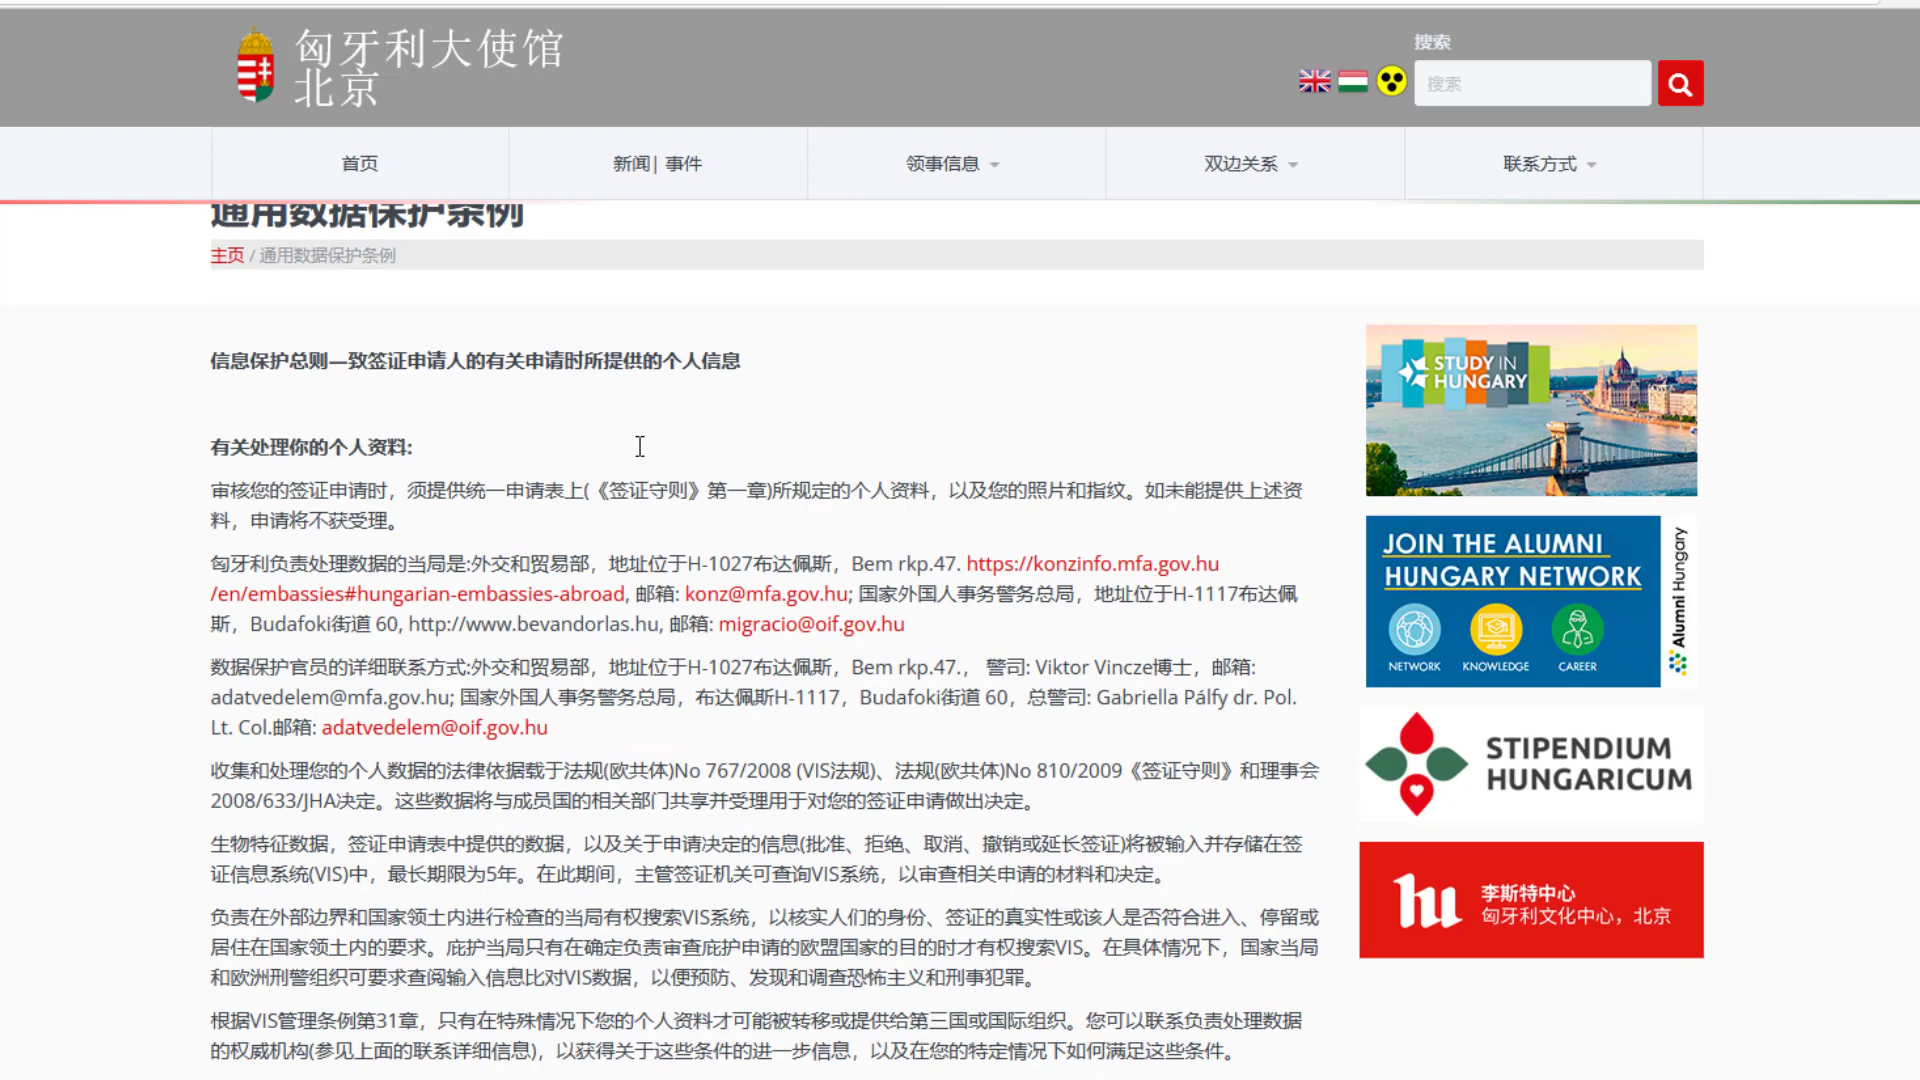 匈牙利大使馆
北京
搜索
搜索
首页
新闻| 事件
领事信息
双边关系
联系方式
通用数据保护条例
主页 / 通用数据保护条例
信息保护总则—致签证申请人的有关申请时所提供的个人信息
有关处理你的个人资料:
审核您的签证申请时，须提供统一申请表上(《签证守则》第一章)所规定的个人资料，以及您的照片和指纹。如未能提供上述资
料，申请将不获受理。
匈牙利负责处理数据的当局是:外交和贸易部，地址位于H-1027布达佩斯，Bem rkp.47. https://konzinfo.mfa.gov.hu
/en/embassies#hungarian-embassies-abroad, 邮箱: konz@mfa.gov.hu; 国家外国人事务警务总局，地址位于H-1117布达佩
斯，Budafoki街道 60, http://www.bevandorlas.hu, 邮箱: migracio@oif.gov.hu
数据保护官员的详细联系方式:外交和贸易部，地址位于H-1027布达佩斯，Bem rkp.47.， 警司: Viktor Vincze博士，邮箱:
adatvedelem@mfa.gov.hu; 国家外国人事务警务总局，布达佩斯H-1117，Budafoki街道 60，总警司: Gabriella Pálfy dr. Pol.
Lt. Col.邮箱: adatvedelem@oif.gov.hu
收集和处理您的个人数据的法律依据载于法规(欧共体)No 767/2008 (VIS法规)、法规(欧共体)No 810/2009《签证守则》和理事会
2008/633/JHA决定。这些数据将与成员国的相关部门共享并受理用于对您的签证申请做出决定。
生物特征数据，签证申请表中提供的数据，以及关于申请决定的信息(批准、拒绝、取消、撤销或延长签证)将被输入并存储在签
证信息系统(VIS)中，最长期限为5年。在此期间，主管签证机关可查询VIS系统，以审查相关申请的材料和决定。
负责在外部边界和国家领土内进行检查的当局有权搜索VIS系统，以核实人们的身份、签证的真实性或该人是否符合进入、停留或
居住在国家领土内的要求。庇护当局只有在确定负责审查庇护申请的欧盟国家的目的时才有权搜索VIS。在具体情况下，国家当局
和欧洲刑警组织可要求查阅输入信息比对VIS数据，以便预防、发现和调查恐怖主义和刑事犯罪。
根据VIS管理条例第31章，只有在特殊情况下您的个人资料才可能被转移或提供给第三国或国际组织。您可以联系负责处理数据
的权威机构(参见上面的联系详细信息)，以获得关于这些条件的进一步信息，以及在您的特定情况下如何满足这些条件。
STUDY IN
HUNGARY
JOIN THE ALUMNI
HUNGARY NETWORK
NETWORK
KNOWLEDGE
CAREER
Alumni Hungary
STIPENDIUM
HUNGARICUM
hu
李斯特中心
匈牙利文化中心，北京